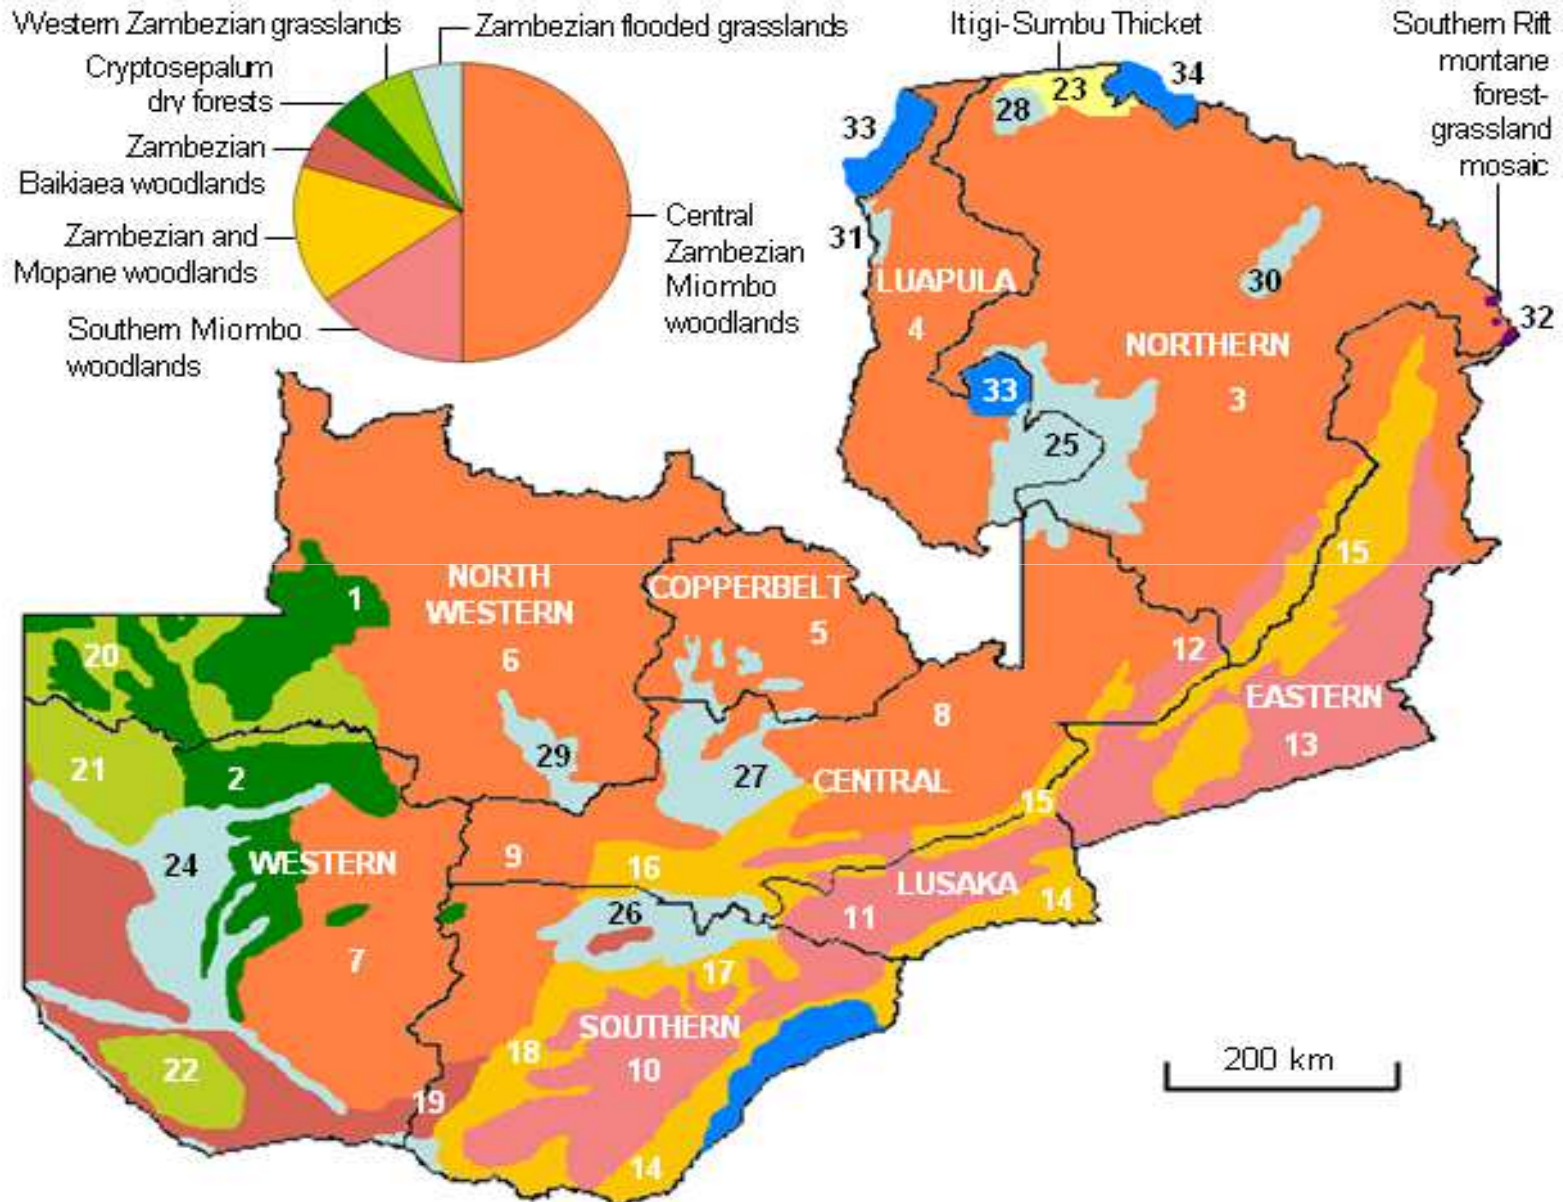 Western Zambezian grasslands
Zambezian flooded grasslands
Cryptosepalum
dry forests
Zambezian
Baikiaea woodlands
Zambezian and
Mopane woodlands
Southern Miombo
woodlands
Central
Zambezian
Miombo
woodlands
Itigi-Sumbu Thicket
Southern Rift
montane
forest-
grassland
mosaic
34
23
28
33
31
30
LUAPULA
4
32
NORTHERN
3
33
25
15
1
NORTH
WESTERN
6
COPPERBELT
5
12
20
EASTERN
13
8
21
2
29
27
CENTRAL
15
24
WESTERN
9
16
LUSAKA
14
11
26
7
17
SOUTHERN
18
10
22
19
14
200 km